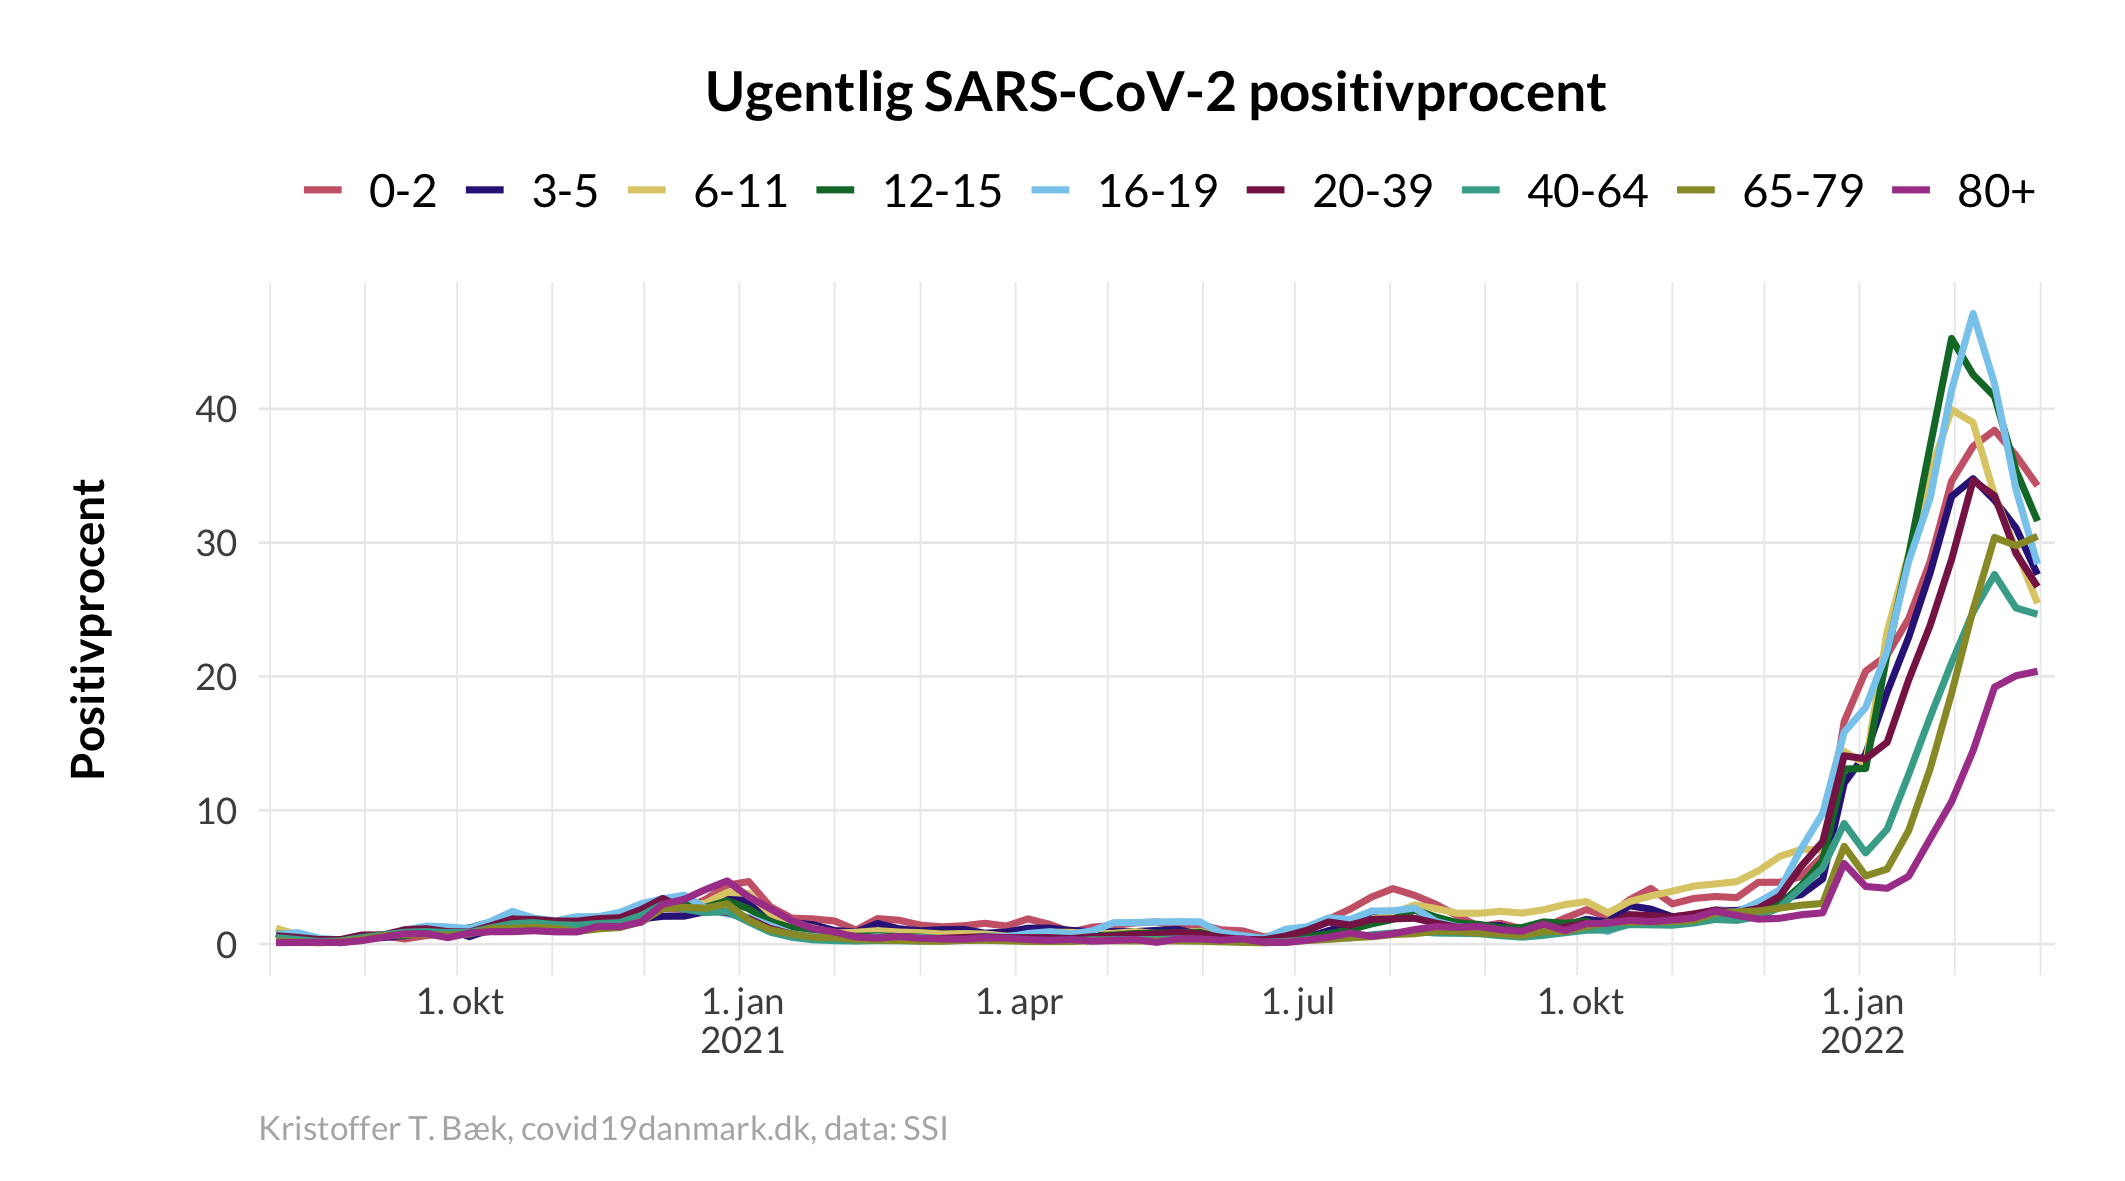 Ugentlig SARS-CoV-2 positivprocent
0-2 3-5 6-11 12-15 16-19 20-39 40-64 65-79 80+
Positivprocent
40
30
20
10
0
1. okt 1. jan 1. apr 1. jul 1. okt 1. jan
2021 2022
Kristoffer T. Bæk, covid19danmark.dk, data: SSI